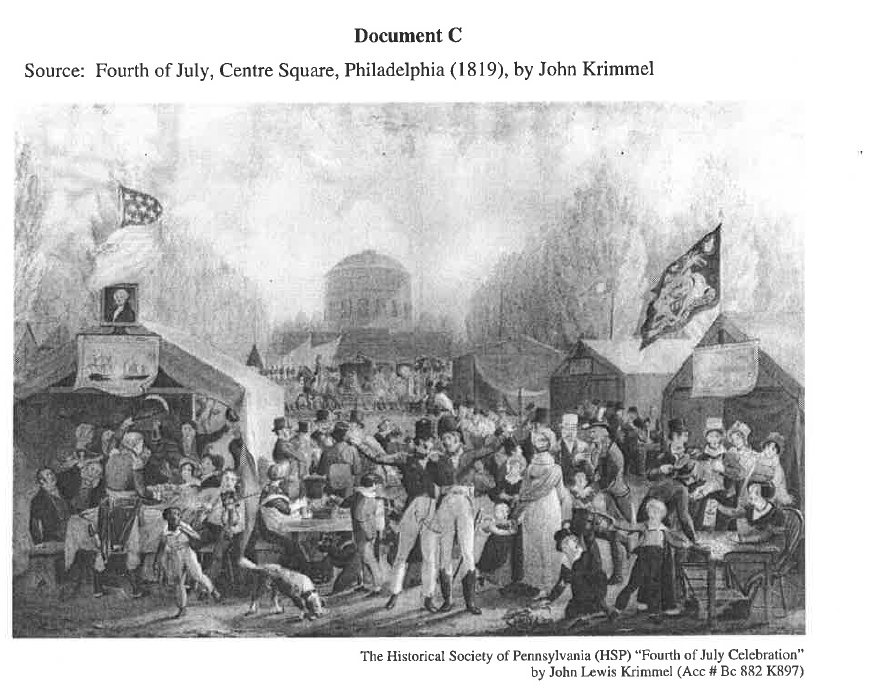 Document C
Source: Fourth of July, Centre Square, Philadelphia (1819), by John Krimmel
The Historical Society of Pennsylvania (HSP) “Fourth of July Celebration”
by John Lewis Krimmel (Acc # Bc 882 K897)